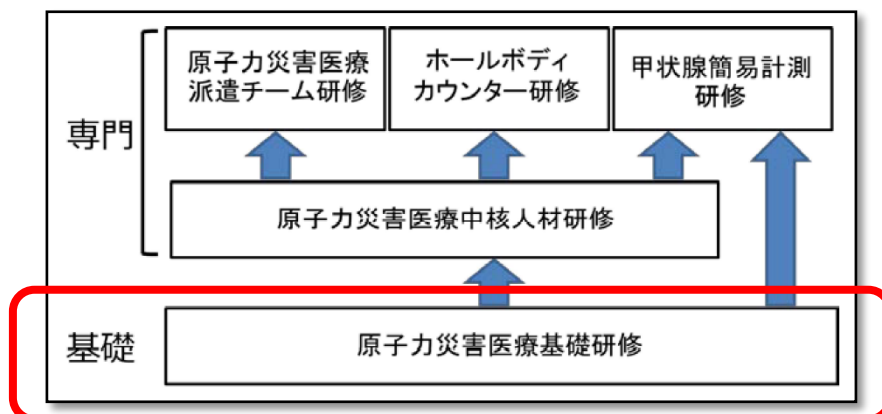 原子力災害医療
派遣チーム研修
ホールボディ
カウンター研修
甲状腺簡易計測
研修
専門
原子力災害医療中核人材研修
基礎
原子力災害医療基礎研修